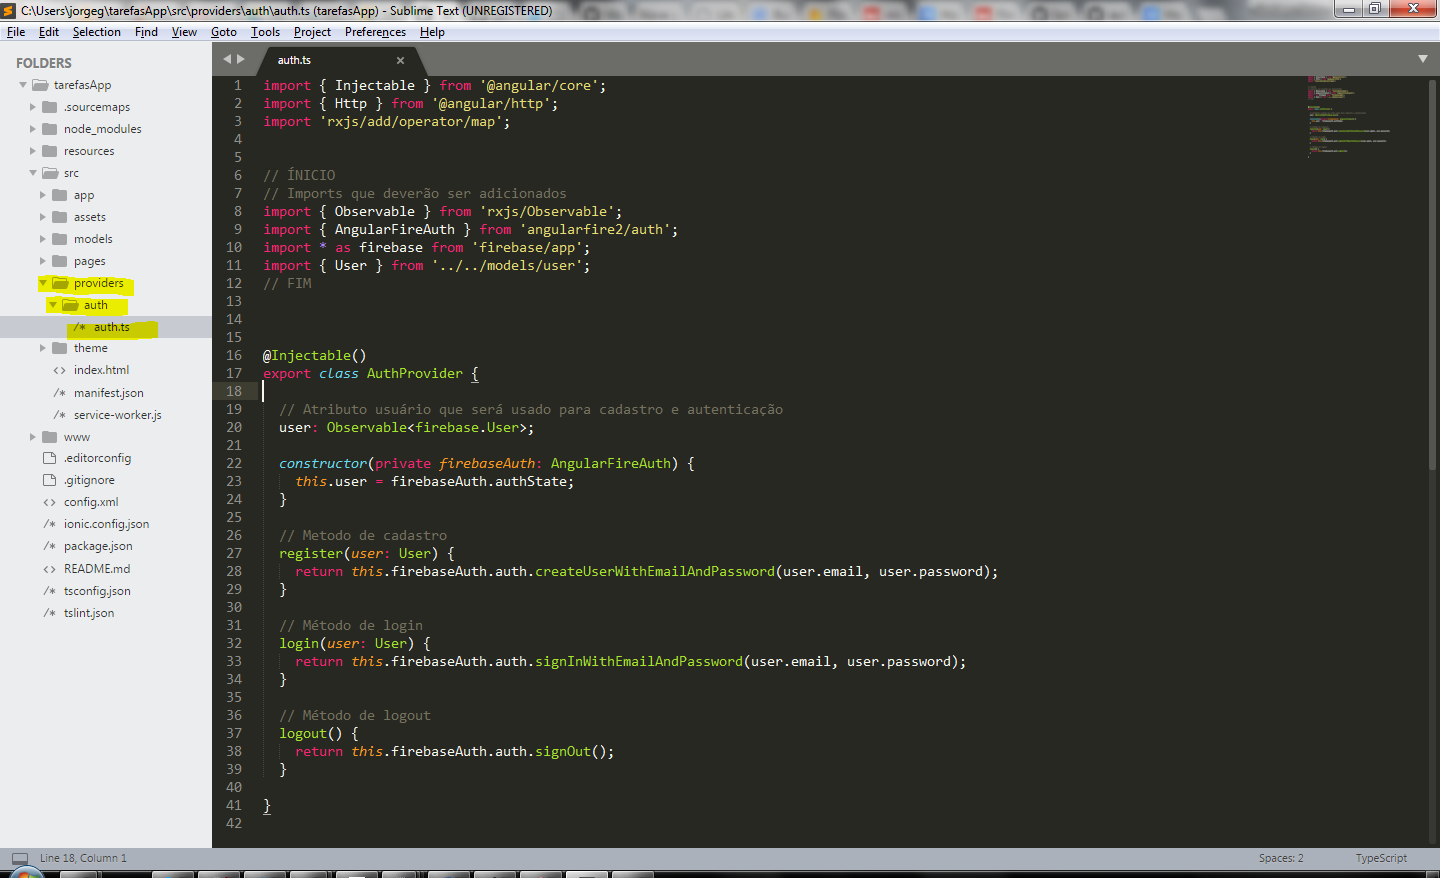 C:\Users\jorgeg\tarefasApp\src\providers\auth\auth.ts (tarefasApp) - Sublime Text (UNREGISTERED)
File Edit Selection Find View Goto Tools Project Preferences Help
FOLDERS
tarefasApp
.sourcemaps
node_modules
resources
src
app
assets
models
pages
providers
auth
/* auth.ts
theme
<> index.html
/* manifest.json
/* service-worker.js
www
.editorconfig
.gitignore
<> config.xml
/* ionic.config.json
/* package.json
<> README.md
/* tsconfig.json
/* tslint.json
auth.ts ×
1 import { Injectable } from '@angular/core';
2 import { Http } from '@angular/http';
3 import 'rxjs/add/operator/map';
4
5
6 // ÍNICIO
7 // Imports que deverão ser adicionados
8 import { Observable } from 'rxjs/Observable';
9 import { AngularFireAuth } from 'angularfire2/auth';
10 import * as firebase from 'firebase/app';
11 import { User } from '../../models/user';
12 // FIM
13
14
15
16 @Injectable()
17 export class AuthProvider {
18
19 // Atributo usuário que será usado para cadastro e autenticação
20 user: Observable<firebase.User>;
21
22 constructor(private firebaseAuth: AngularFireAuth) {
23 this.user = firebaseAuth.authState;
24 }
25
26 // Metodo de cadastro
27 register(user: User) {
28 return this.firebaseAuth.auth.createUserWithEmailAndPassword(user.email, user.password);
29 }
30
31 // Método de login
32 login(user: User) {
33 return this.firebaseAuth.auth.signInWithEmailAndPassword(user.email, user.password);
34 }
35
36 // Método de logout
37 logout() {
38 return this.firebaseAuth.auth.signOut();
39 }
40
41 }
42
Line 18, Column 1
Spaces: 2
TypeScript